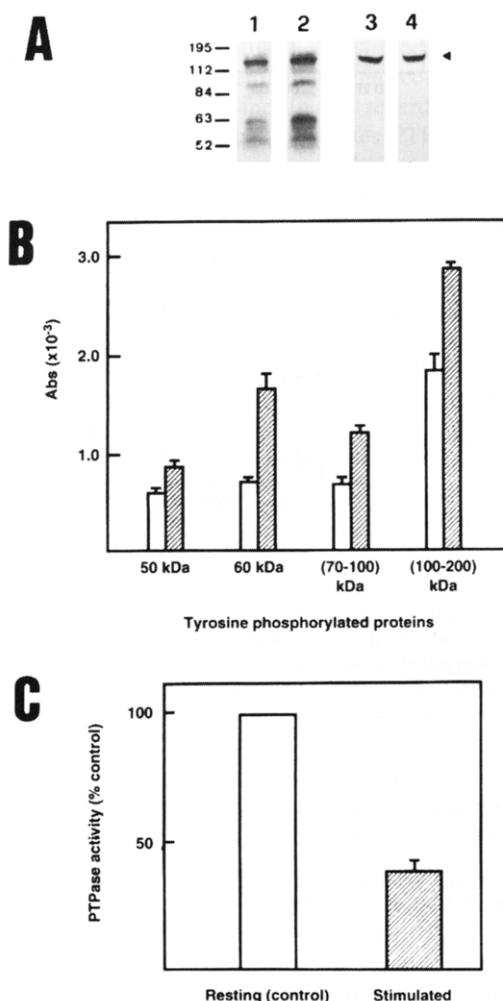 A
1 2 3 4
195
112
84
63
52
B
Abs (x10⁻³)
3.0
2.0
1.0
50 kDa 60 kDa (70-100) kDa (100-200) kDa
Tyrosine phosphorylated proteins
C
PTPase activity (% control)
100
50
Resting (control) Stimulated